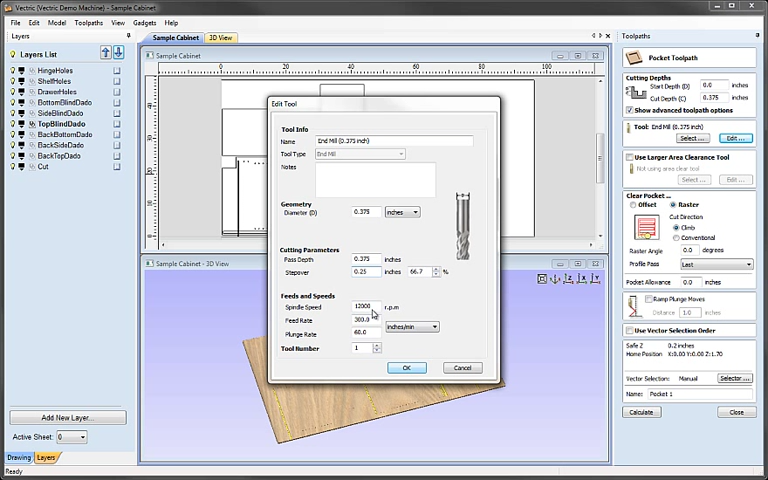 Vectric (Vectric Demo Machine) - Sample Cabinet
File Edit Model Toolpaths View Gadgets Help
Layers
Layers List
HingeHoles
ShelfHoles
DrawerHoles
BottomBlindDado
SideBlindDado
TopBlindDado
BackBottomDado
BackSideDado
BackTopDado
Cut
Add New Layer...
Active Sheet: 0
Drawing Layers
Ready
Sample Cabinet 3D View
Sample Cabinet
0 20 40 60 80 100
Sample Cabinet - 3D View
Edit Tool
Tool Info
Name End Mill (0.375 inch)
Tool Type End Mill
Notes
Geometry
Diameter (D) 0.375 inches
Cutting Parameters
Pass Depth 0.375 inches
Stepover 0.25 inches 66.7 %
Feeds and Speeds
Spindle Speed 12000 r.p.m
Feed Rate 300.0 inches/min
Plunge Rate 60.0
Tool Number 1
OK Cancel
Toolpaths
Pocket Toolpath
Cutting Depths
Start Depth (D) 0.0 inches
Cut Depth (C) 0.375 inches
Show advanced toolpath options
Tool: End Mill (0.375 inch)
Select ... Edit ...
Use Larger Area Clearance Tool
Not using area clear tool
Select ... Edit ...
Clear Pocket ...
Offset Raster
Cut Direction
Climb
Conventional
Raster Angle 0.0 degrees
Profile Pass Last
Pocket Allowance 0.0 inches
Ramp Plunge Moves
Distance 1.0 inches
Use Vector Selection Order
Safe Z 0.2 inches
Home Position X:0.00 Y:0.00 Z:1.70
Vector Selection: Manual Selector ...
Name: Pocket 1
Calculate Close